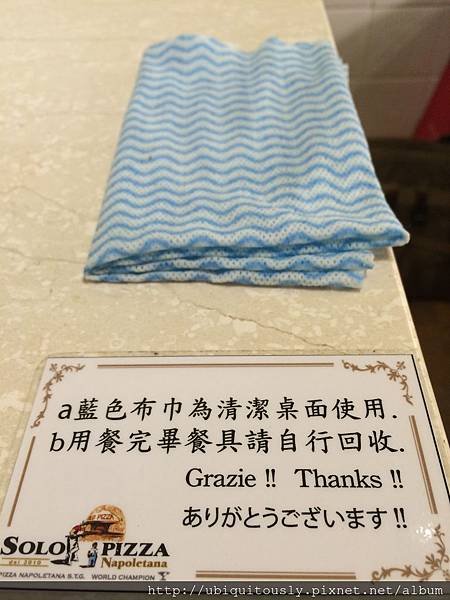 a藍色布巾為清潔桌面使用.
b用餐完畢餐具請自行回收.
Grazie !! Thanks !!
ありがとうございます!!
SOLO PIZZA
dal 2010 Napoletana
PIZZA NAPOLETANA S.T.G. WORLD CHAMPION
http://ubiquitously.pixnet.net/album